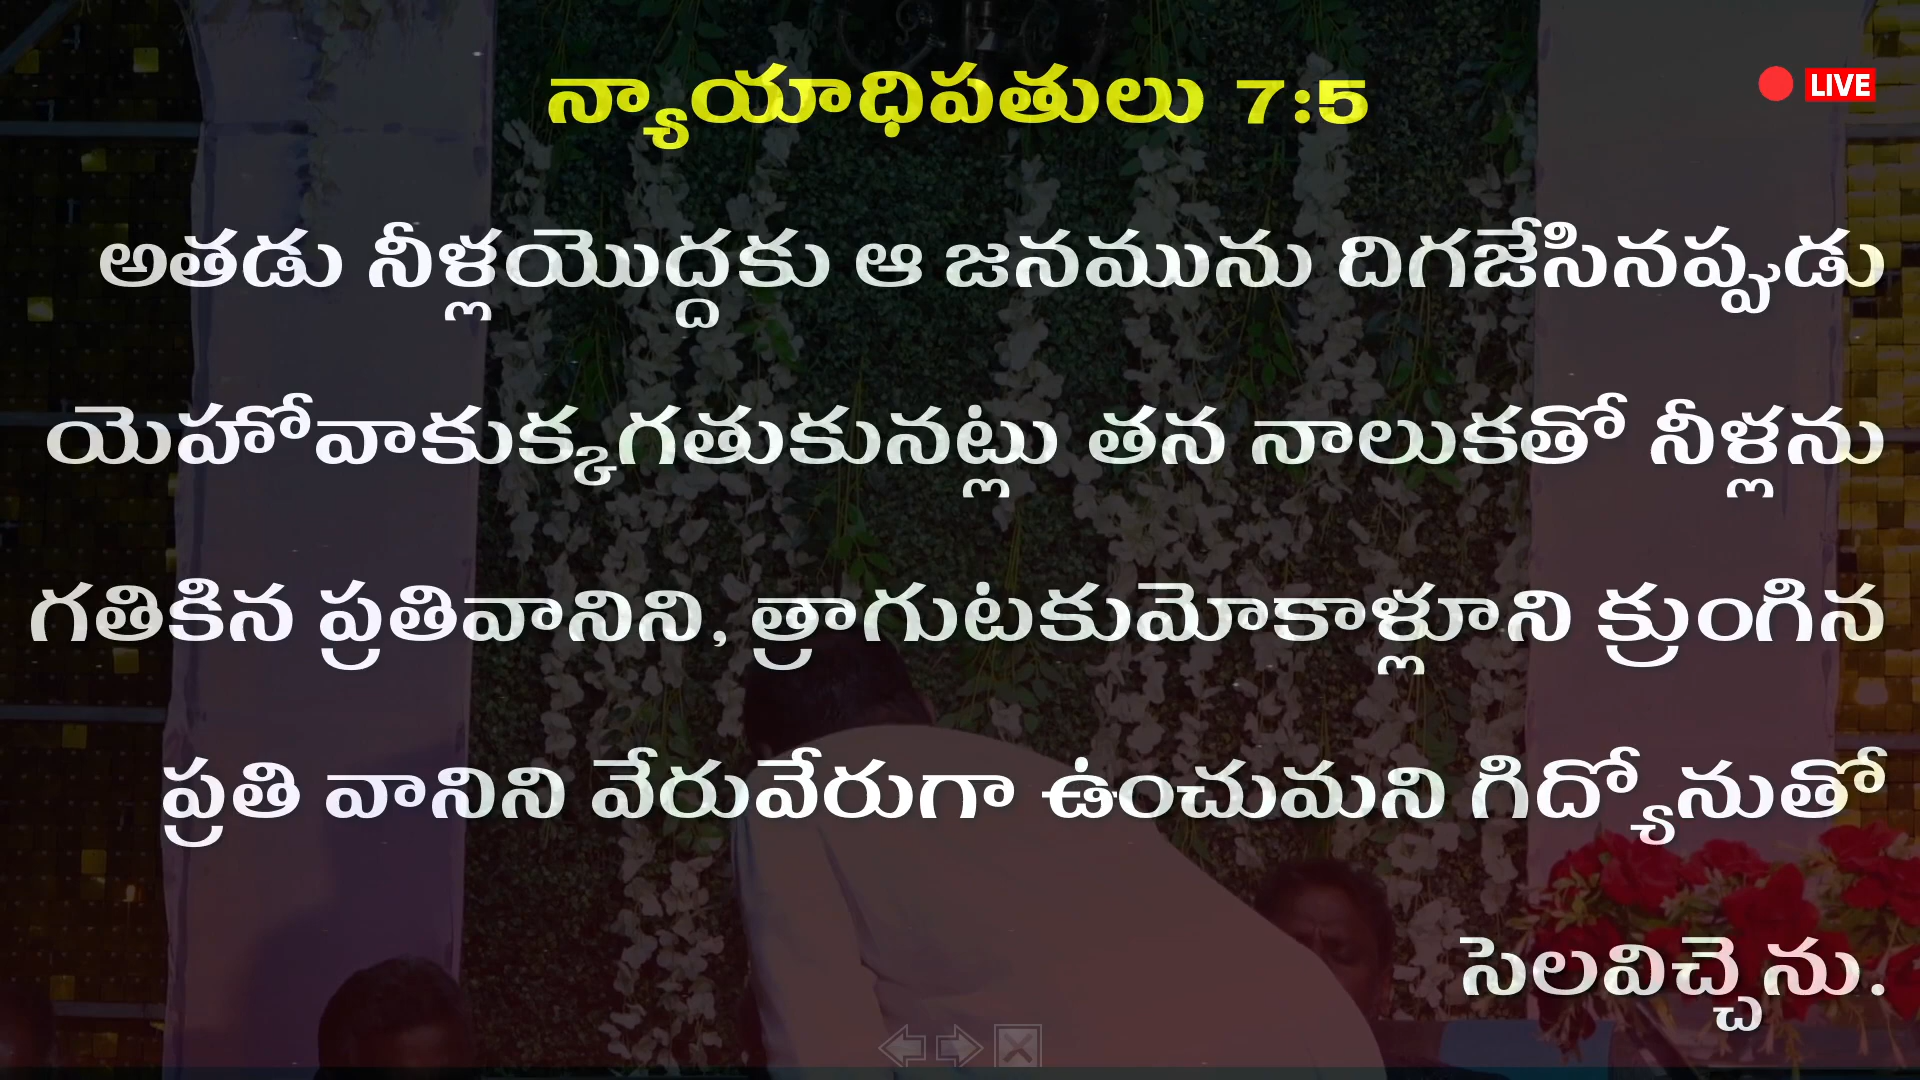 న్యాయాధిపతులు 7:5
LIVE
అతడు నీళ్లయొద్దకు ఆ జనమును దిగజేసినప్పుడు
యెహోవాకుక్కగతుకునట్లు తన నాలుకతో నీళ్లను
గతికిన ప్రతివానిని, త్రాగుటకుమోకాళ్లూని క్రుంగిన
ప్రతి వానిని వేరువేరుగా ఉంచుమని గిద్యోనుతో
సెలవిచ్చెను.